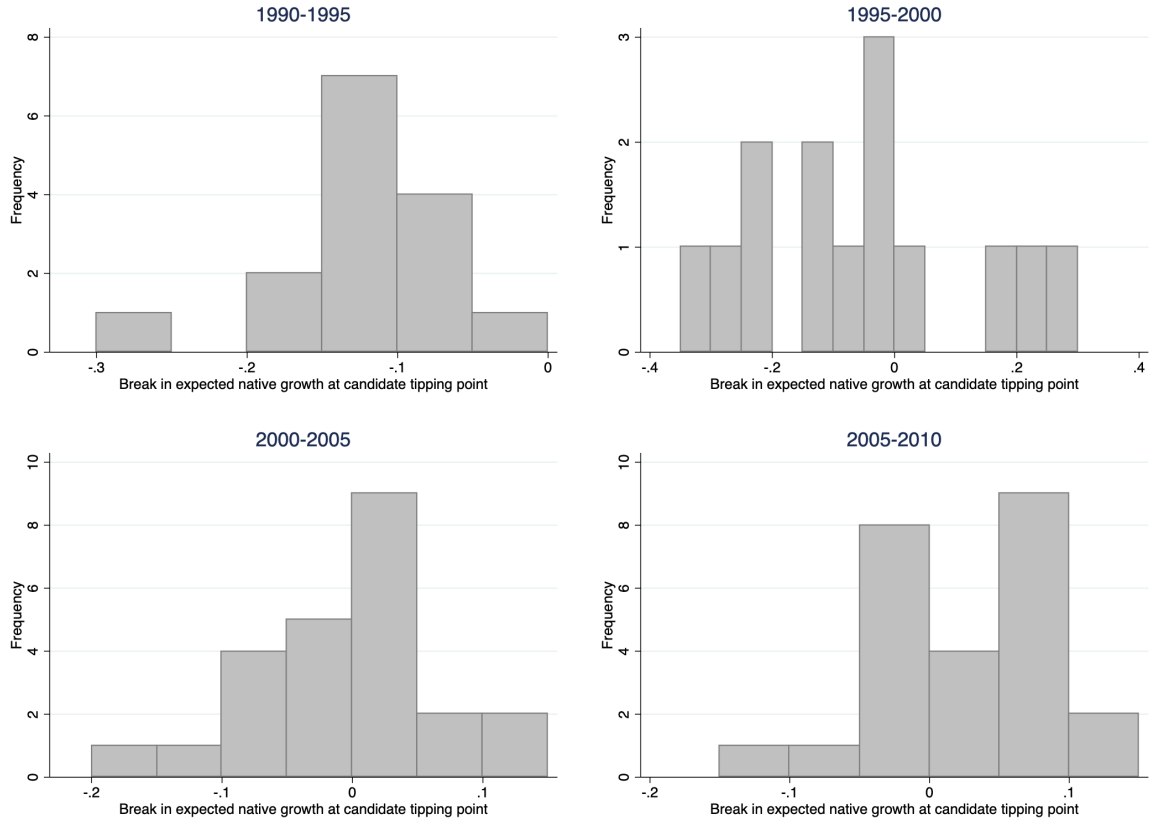 1990-1995
8
6
4
2
0
Frequency
-.3 -.2 -.1 0
Break in expected native growth at candidate tipping point
1995-2000
3
2
1
0
Frequency
-.4 -.2 0 .2 .4
Break in expected native growth at candidate tipping point
2000-2005
10
8
6
4
2
0
Frequency
-.2 -.1 0 .1
Break in expected native growth at candidate tipping point
2005-2010
10
8
6
4
2
0
Frequency
-.2 -.1 0 .1
Break in expected native growth at candidate tipping point